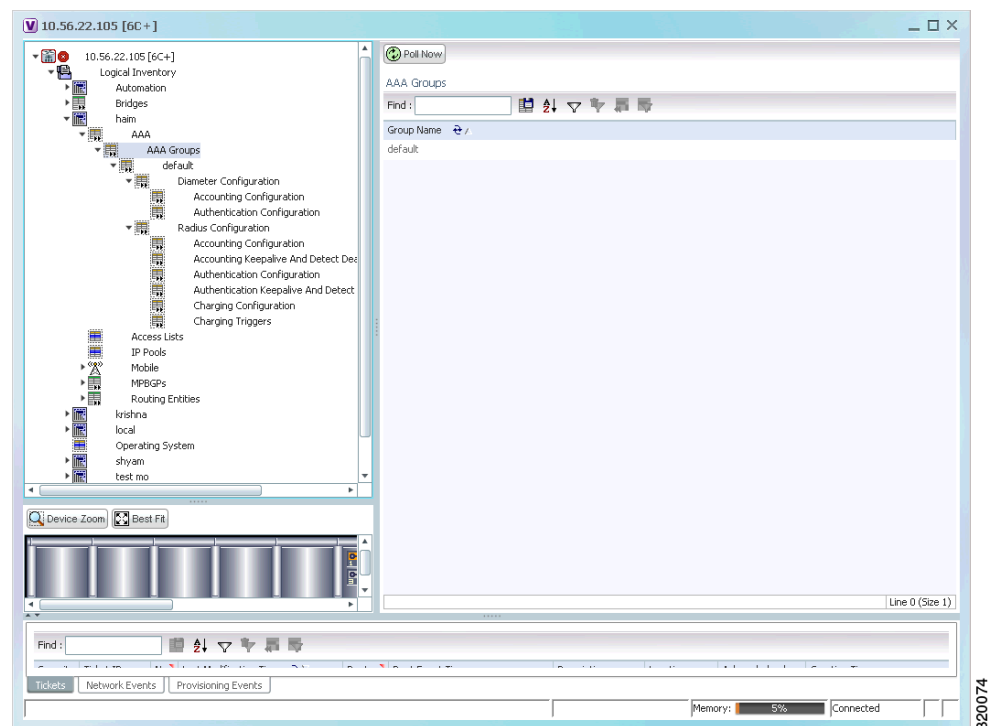 10.56.22.105 [6C+]
10.56.22.105 [6C+]
Logical Inventory
Automation
Bridges
haim
AAA
AAA Groups
default
Diameter Configuration
Accounting Configuration
Authentication Configuration
Radius Configuration
Accounting Configuration
Accounting Keepalive And Detect Dea
Authentication Configuration
Authentication Keepalive And Detect
Charging Configuration
Charging Triggers
Access Lists
IP Pools
Mobile
MPBGPs
Routing Entities
krishna
local
Operating System
shyam
test mo
Device Zoom
Best Fit
Poll Now
AAA Groups
Find :
Group Name
default
Line 0 (Size 1)
Find :
Tickets
Network Events
Provisioning Events
Memory: 5%
Connected
320074